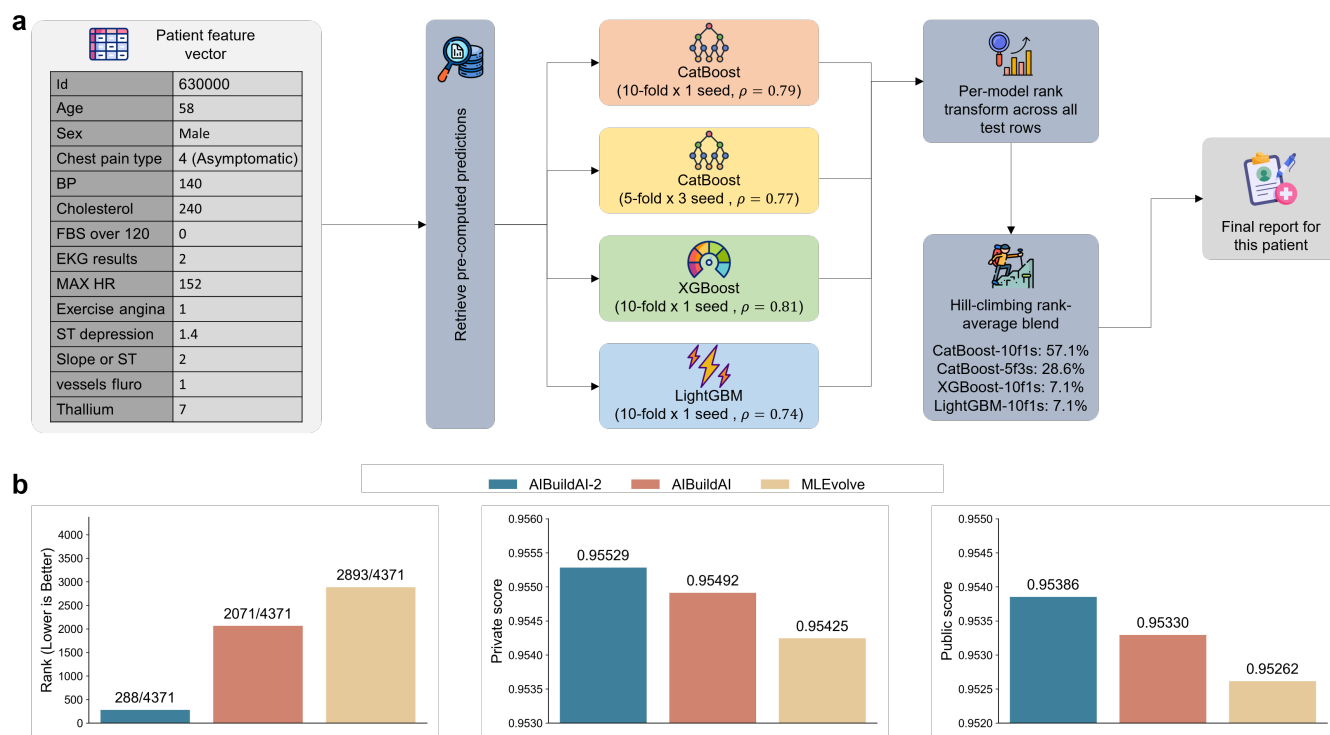 a
Patient feature
vector
Id 630000
Age 58
Sex Male
Chest pain type 4 (Asymptomatic)
BP 140
Cholesterol 240
FBS over 120 0
EKG results 2
MAX HR 152
Exercise angina 1
ST depression 1.4
Slope or ST 2
vessels fluro 1
Thallium 7
Retrieve pre-computed predictions
CatBoost
(10-fold x 1 seed, ρ = 0.79)
CatBoost
(5-fold x 3 seed , ρ = 0.77)
XGBoost
(10-fold x 1 seed , ρ = 0.81)
LightGBM
(10-fold x 1 seed , ρ = 0.74)
Per-model rank
transform across all
test rows
Hill-climbing rank-
average blend
CatBoost-10f1s: 57.1%
CatBoost-5f3s: 28.6%
XGBoost-10f1s: 7.1%
LightGBM-10f1s: 7.1%
Final report for
this patient
b
AIBuildAI-2 AIBuildAI MLEvolve
Rank (Lower is Better)
4000
3500
3000
2500
2000
1500
1000
500
0
288/4371
2071/4371
2893/4371
Private score
0.9560
0.9555
0.9550
0.9545
0.9540
0.9535
0.9530
0.95529
0.95492
0.95425
Public score
0.9550
0.9545
0.9540
0.9535
0.9530
0.9525
0.9520
0.95386
0.95330
0.95262